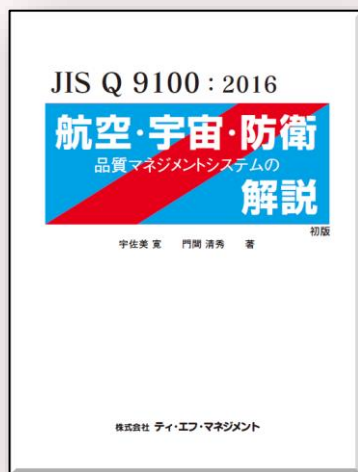 JIS Q 9100 : 2016
航空・宇宙・防衛
品質マネジメントシステムの
解説
初版
宇佐美 寛　門間 清秀　著
株式会社 ティ・エフ・マネジメント